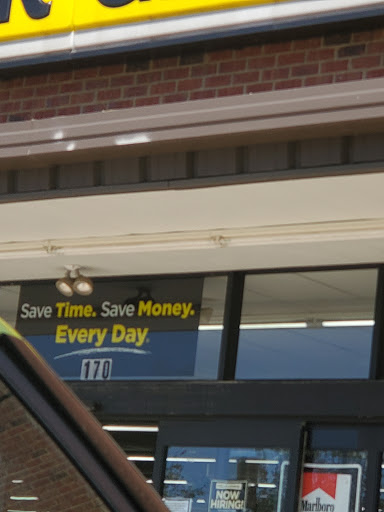 Save Time. Save Money.
Every Day
170
NOW
HIRING!
Marlboro